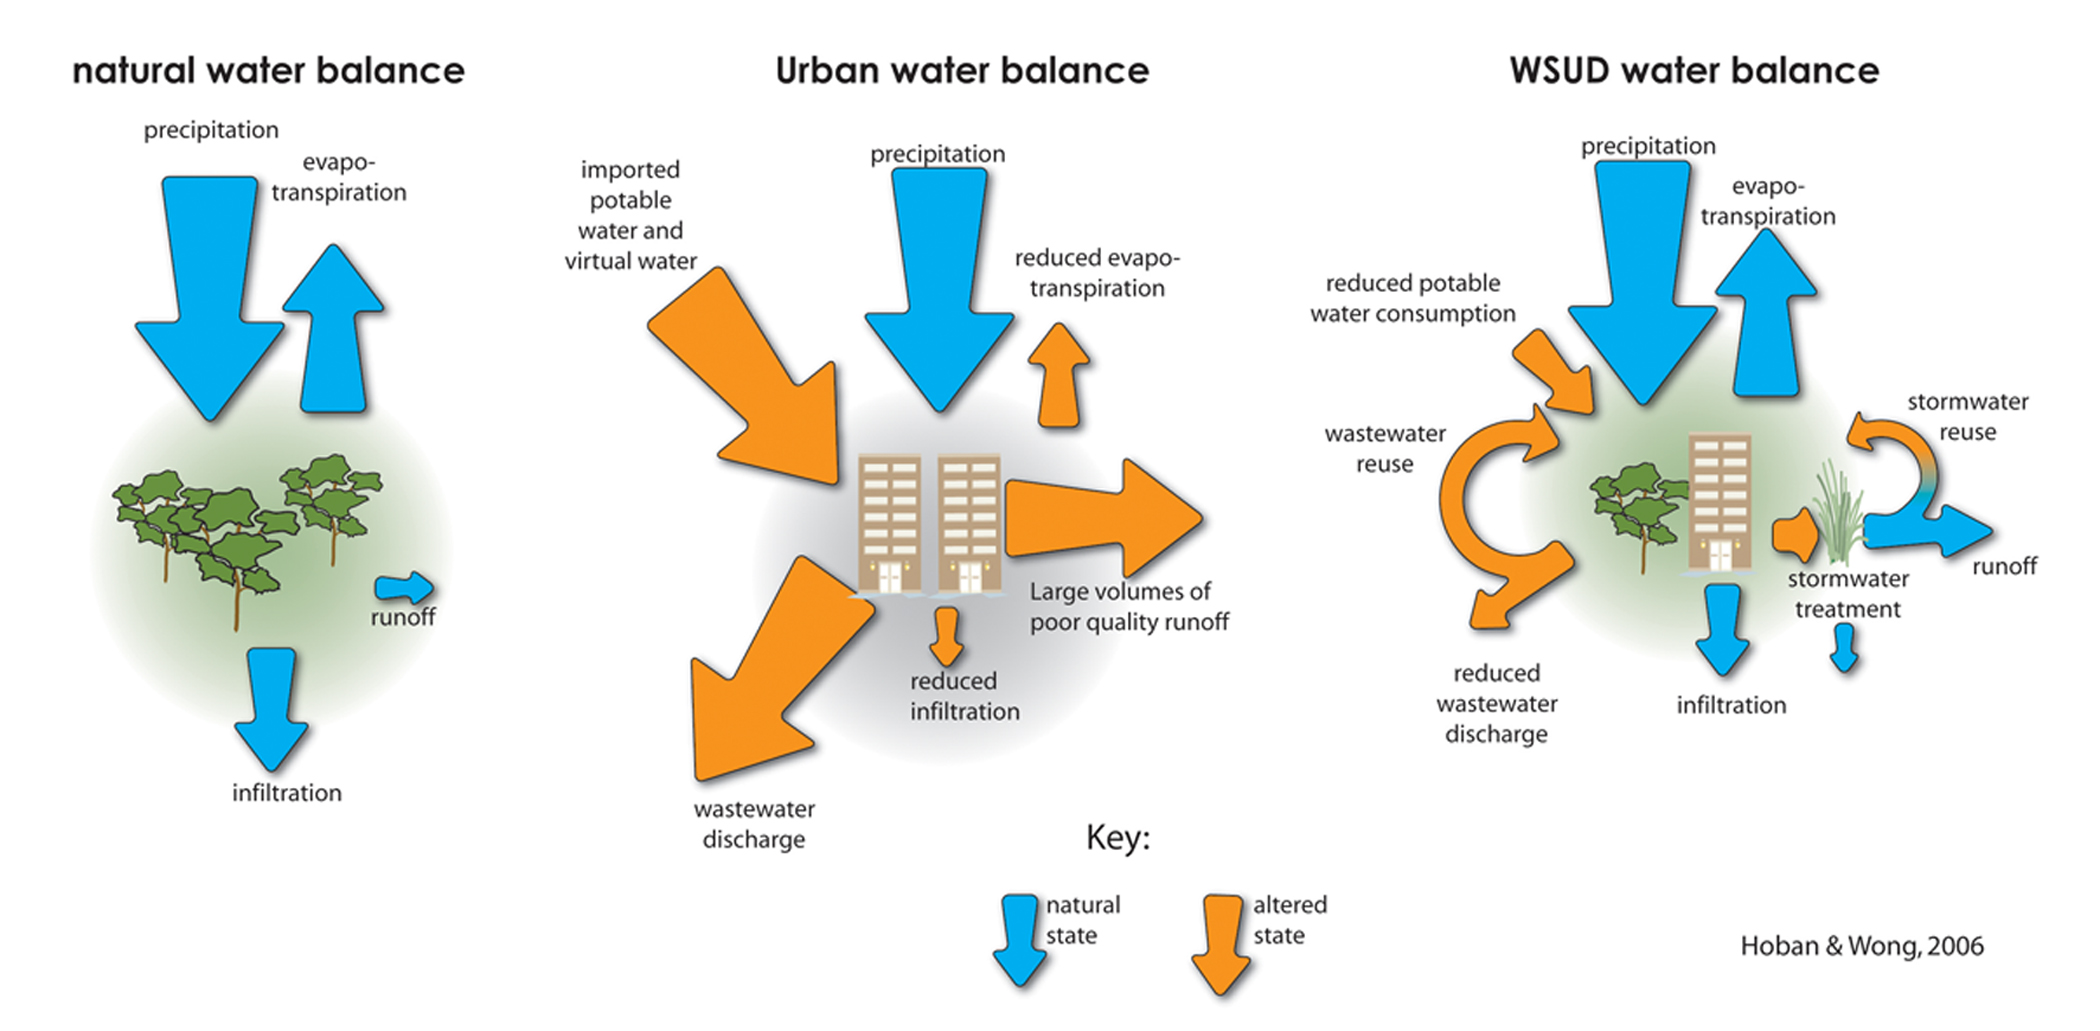 natural water balance
precipitation
evapo-
transpiration
runoff
infiltration
Urban water balance
imported
potable
water and
virtual water
precipitation
reduced evapo-
transpiration
Large volumes of
poor quality runoff
reduced
infiltration
wastewater
discharge
WSUD water balance
precipitation
evapo-
transpiration
reduced potable
water consumption
wastewater
reuse
stormwater
reuse
runoff
stormwater
treatment
reduced
wastewater
discharge
infiltration
Key:
natural
state
altered
state
Hoban & Wong, 2006